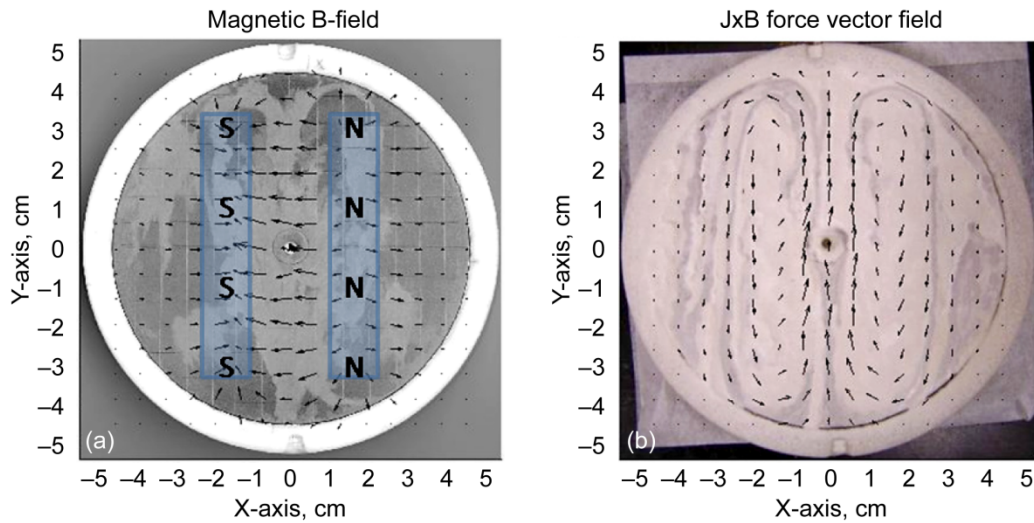 Magnetic B-field
JxB force vector field
5
4
3
2
1
0
–1
–2
–3
–4
–5
Y-axis, cm
S
N
S
N
S
N
S
N
(a)
–5 –4 –3 –2 –1 0 1 2 3 4 5
X-axis, cm
5
4
3
2
1
0
–1
–2
–3
–4
–5
Y-axis, cm
(b)
–5 –4 –3 –2 –1 0 1 2 3 4 5
X-axis, cm